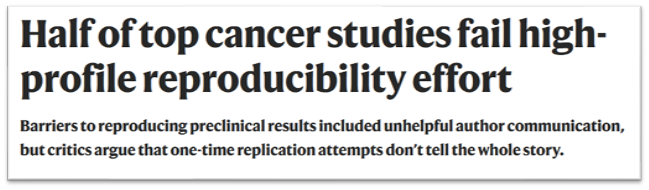 Half of top cancer studies fail high-
profile reproducibility effort
Barriers to reproducing preclinical results included unhelpful author communication,
but critics argue that one-time replication attempts don’t tell the whole story.